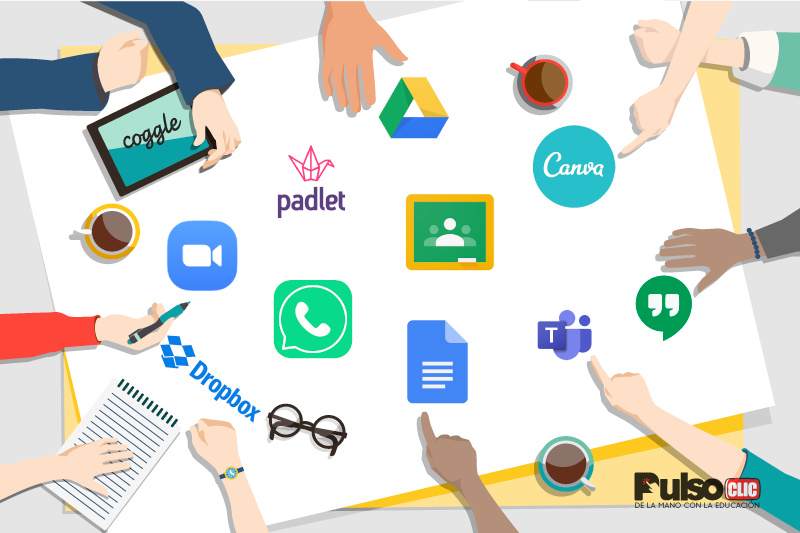 coggle
padlet
Canva
T
Dropbox
Pulso CLIC
DE LA MANO CON LA EDUCACIÓN